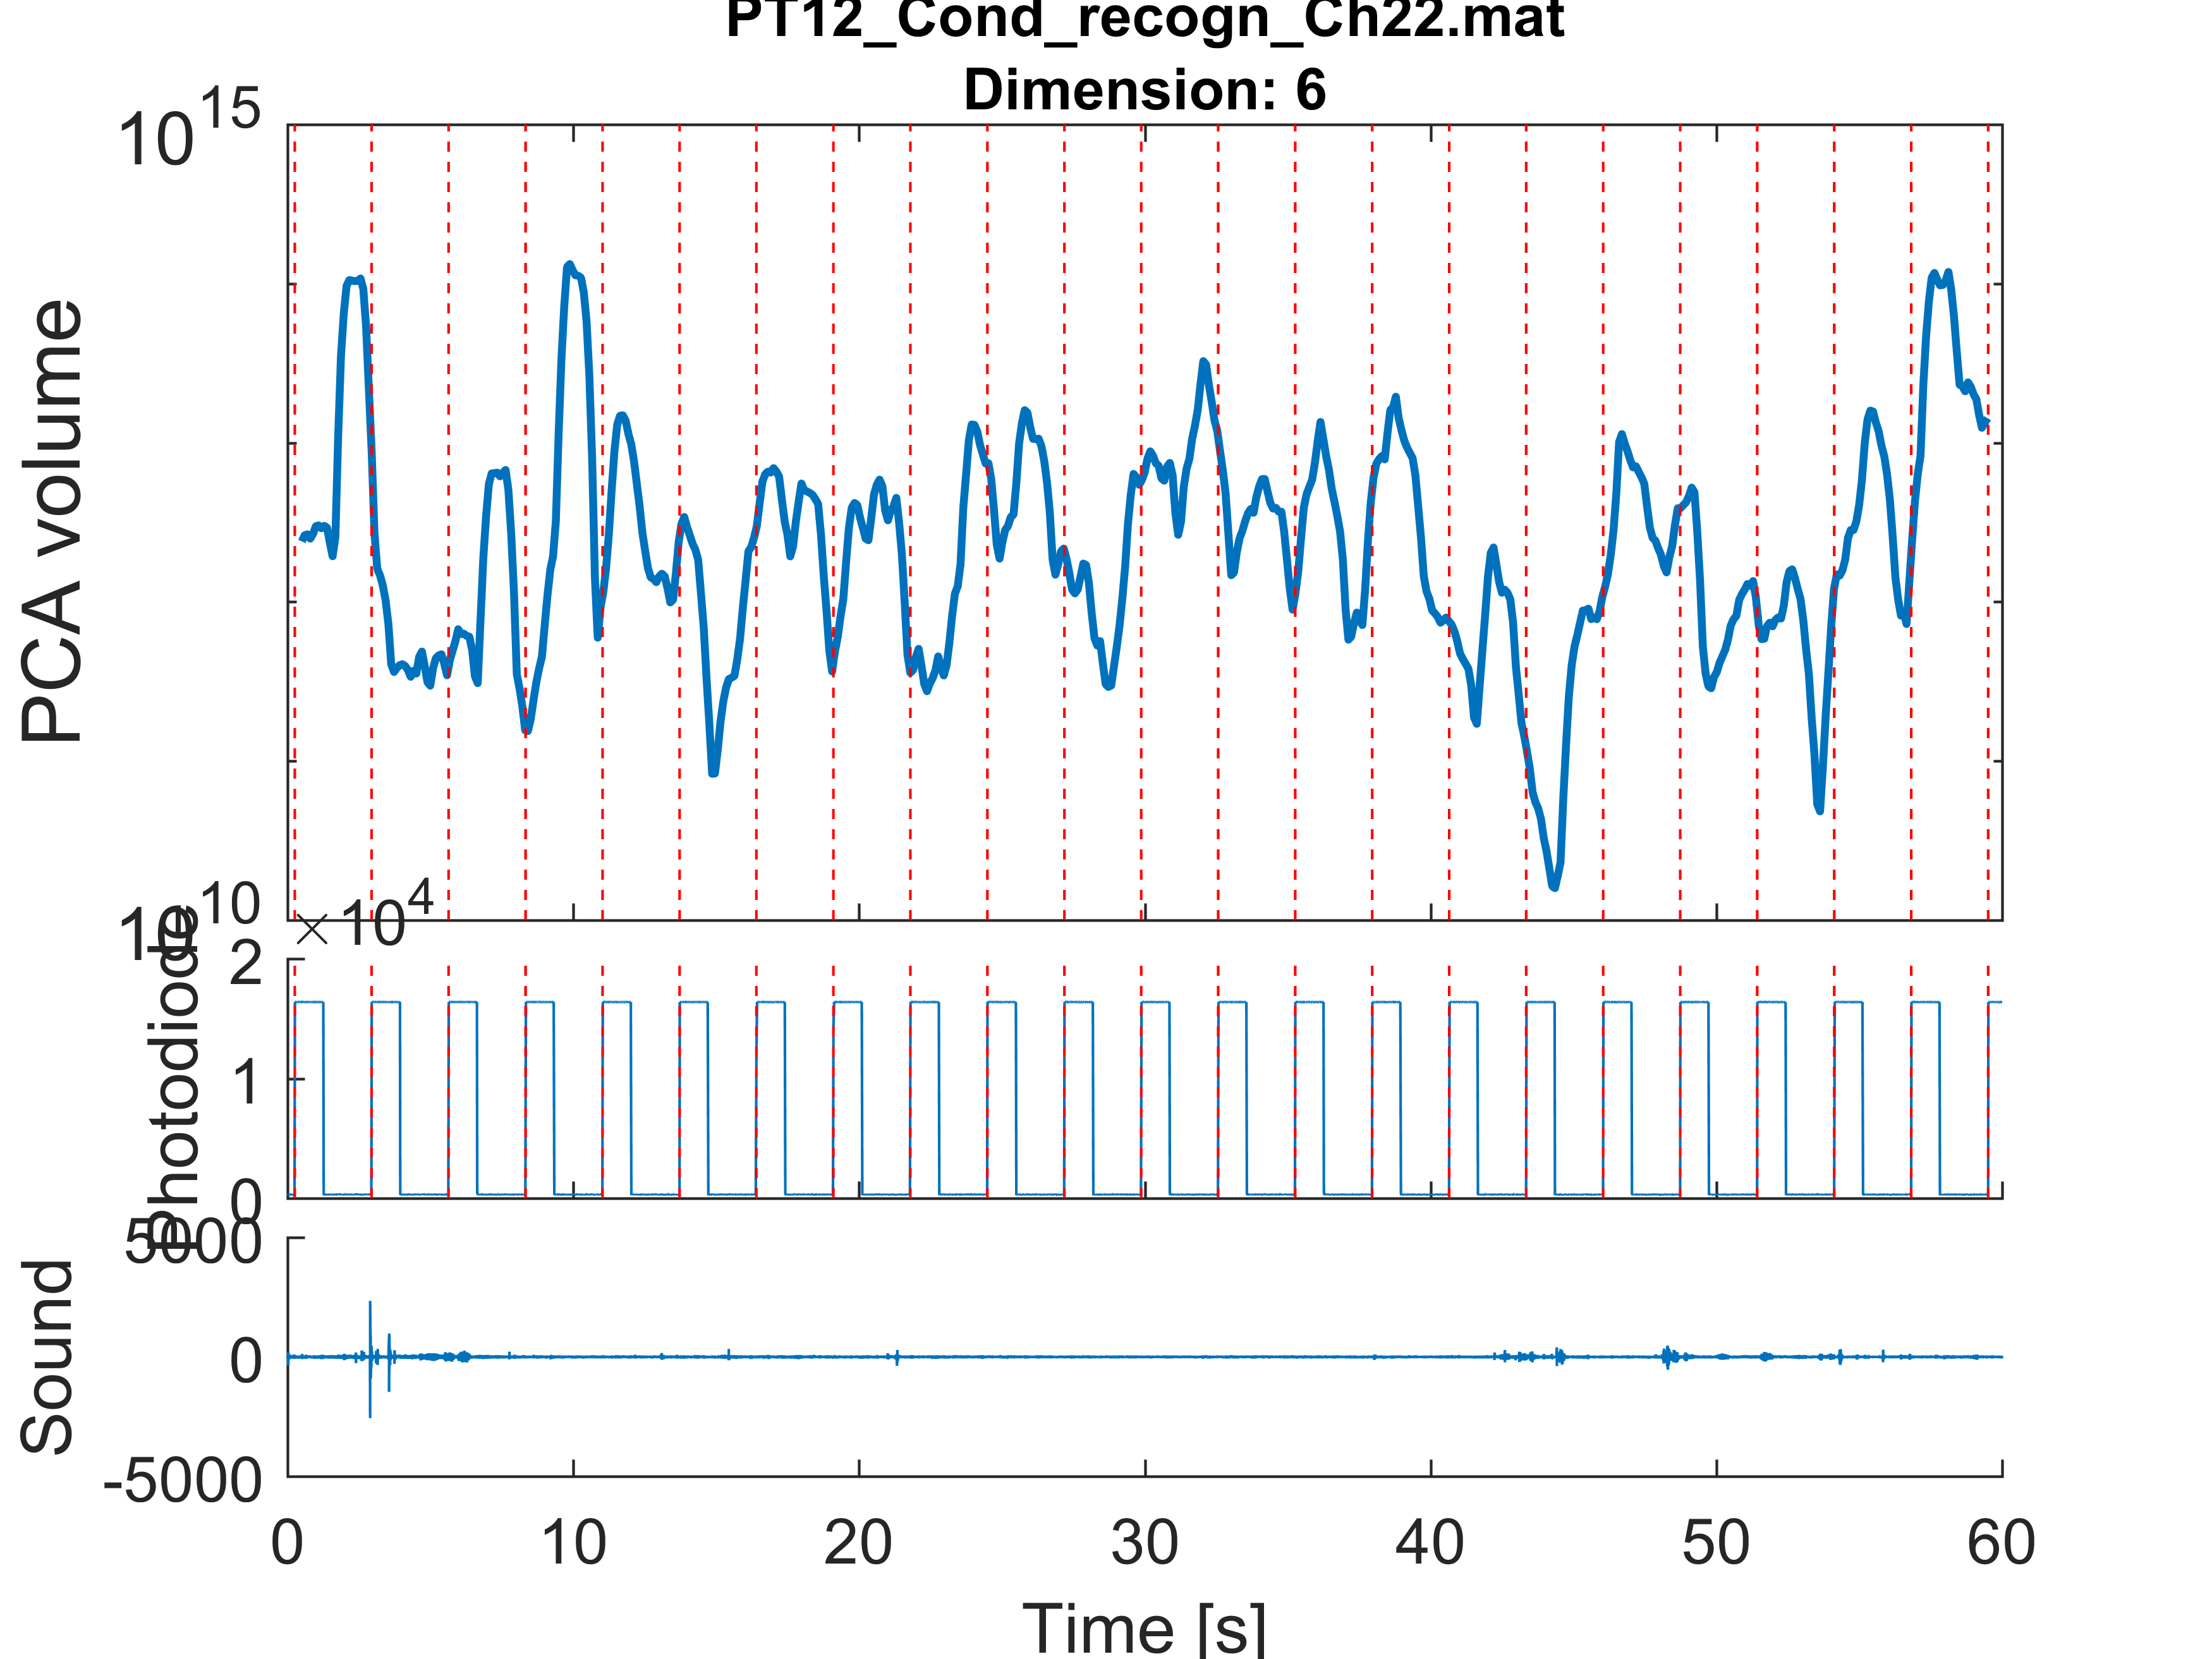 PT12_Cond_recogn_Ch22.mat
Dimension: 6
10^15
PCA volume
10^10
×10^4
2
1
0
Photodiode
5000
0
-5000
Sound
0 10 20 30 40 50 60
Time [s]